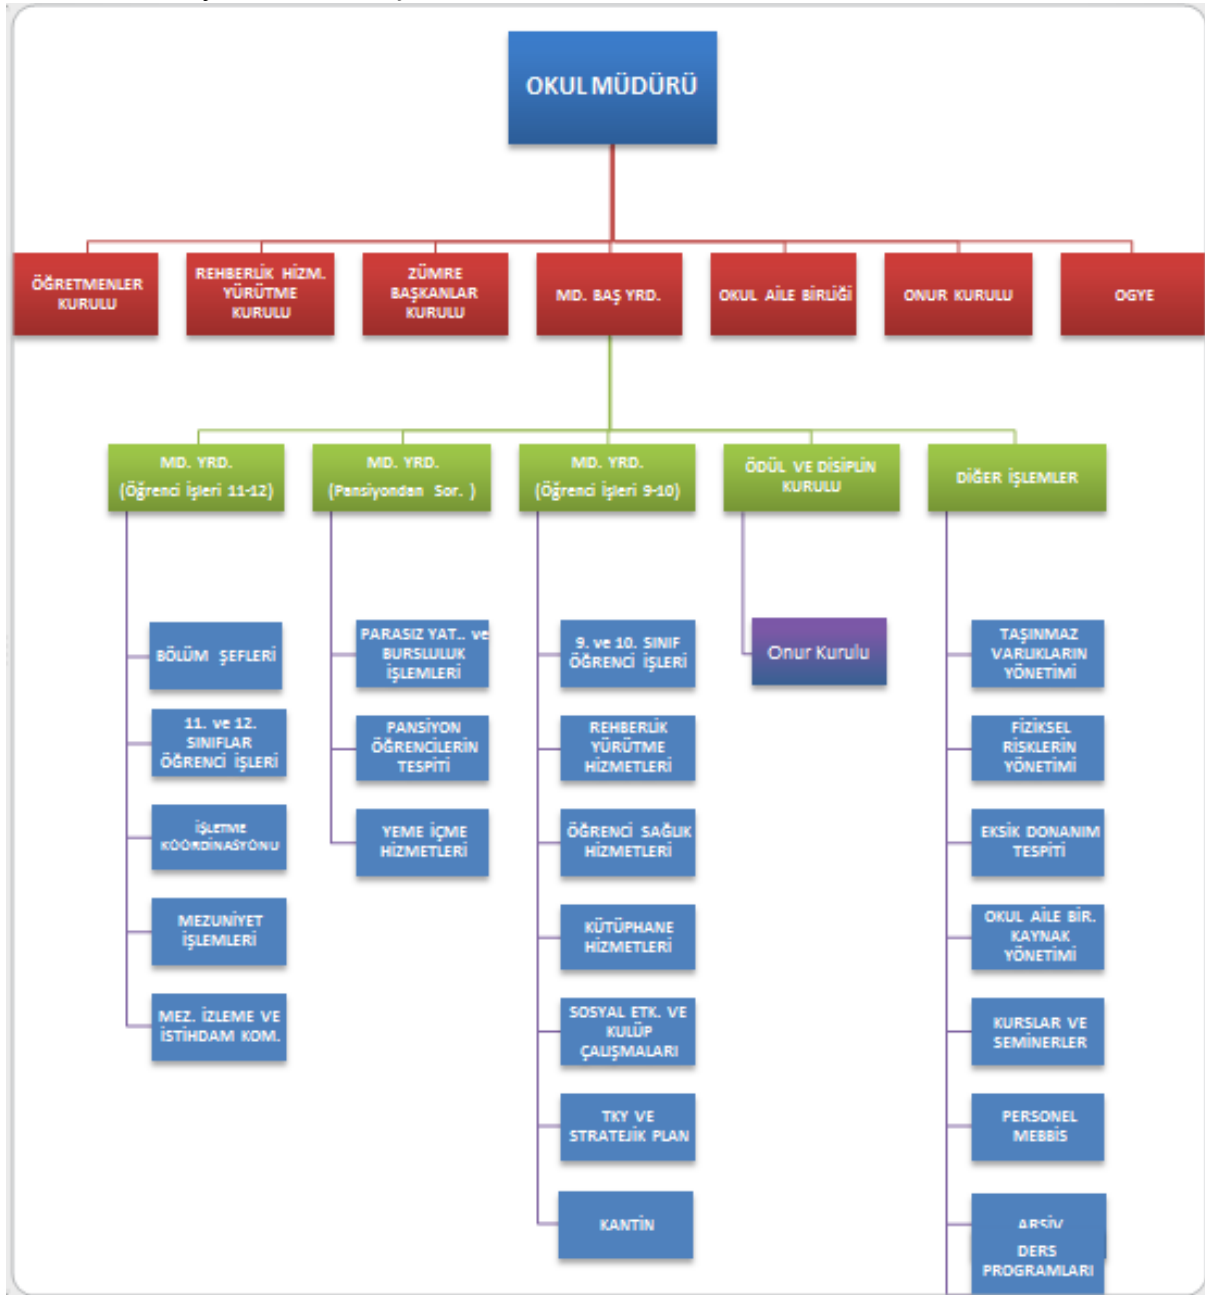 OKUL MÜDÜRÜ
ÖĞRETMENLER
KURULU
REHBERLİK HİZM.
YÜRÜTME
KURULU
ZÜMRE
BAŞKANLAR
KURULU
MD. BAŞ YRD.
OKUL AİLE BİRLİĞİ
ONUR KURULU
OGYE
MD. YRD.
(Öğrenci İşleri 11-12)
MD. YRD.
(Pansiyondan Sor. )
MD. YRD.
(Öğrenci işleri 9-10)
ÖDÜL VE DİSİPLİN
KURULU
DİĞER İŞLEMLER
BÖLÜM ŞEFLERİ
11. ve 12.
SINIFLAR
ÖĞRENCİ İŞLERİ
İŞLETME
KOORDİNASYONU
MEZUNİYET
İŞLEMLERİ
MEZ. İZLEME VE
İSTİHDAM KOM.
PARASIZ YAT.. ve
BURSLULUK
İŞLEMLERİ
PANSİYON
ÖĞRENCİLERİN
TESPİTİ
YEME İÇME
HİZMETLERİ
9. ve 10. SINIF
ÖĞRENCİ İŞLERİ
REHBERLİK
YÜRÜTME
HİZMETLERİ
ÖĞRENCİ SAĞLIK
HİZMETLERİ
KÜTÜPHANE
HİZMETLERİ
SOSYAL ETK. VE
KULÜP
ÇALIŞMALARI
TKY VE
STRATEJİK PLAN
KANTİN
Onur Kurulu
TAŞINMAZ
VARLIKLARIN
YÖNETİMİ
FİZİKSEL
RİSKLERİN
YÖNETİMİ
EKSİK DONANIM
TESPİTİ
OKUL AİLE BİR.
KAYNAK
YÖNETİMİ
KURSLAR VE
SEMİNERLER
PERSONEL
MEBBİS
ARŞİV
DERS
PROGRAMLARI